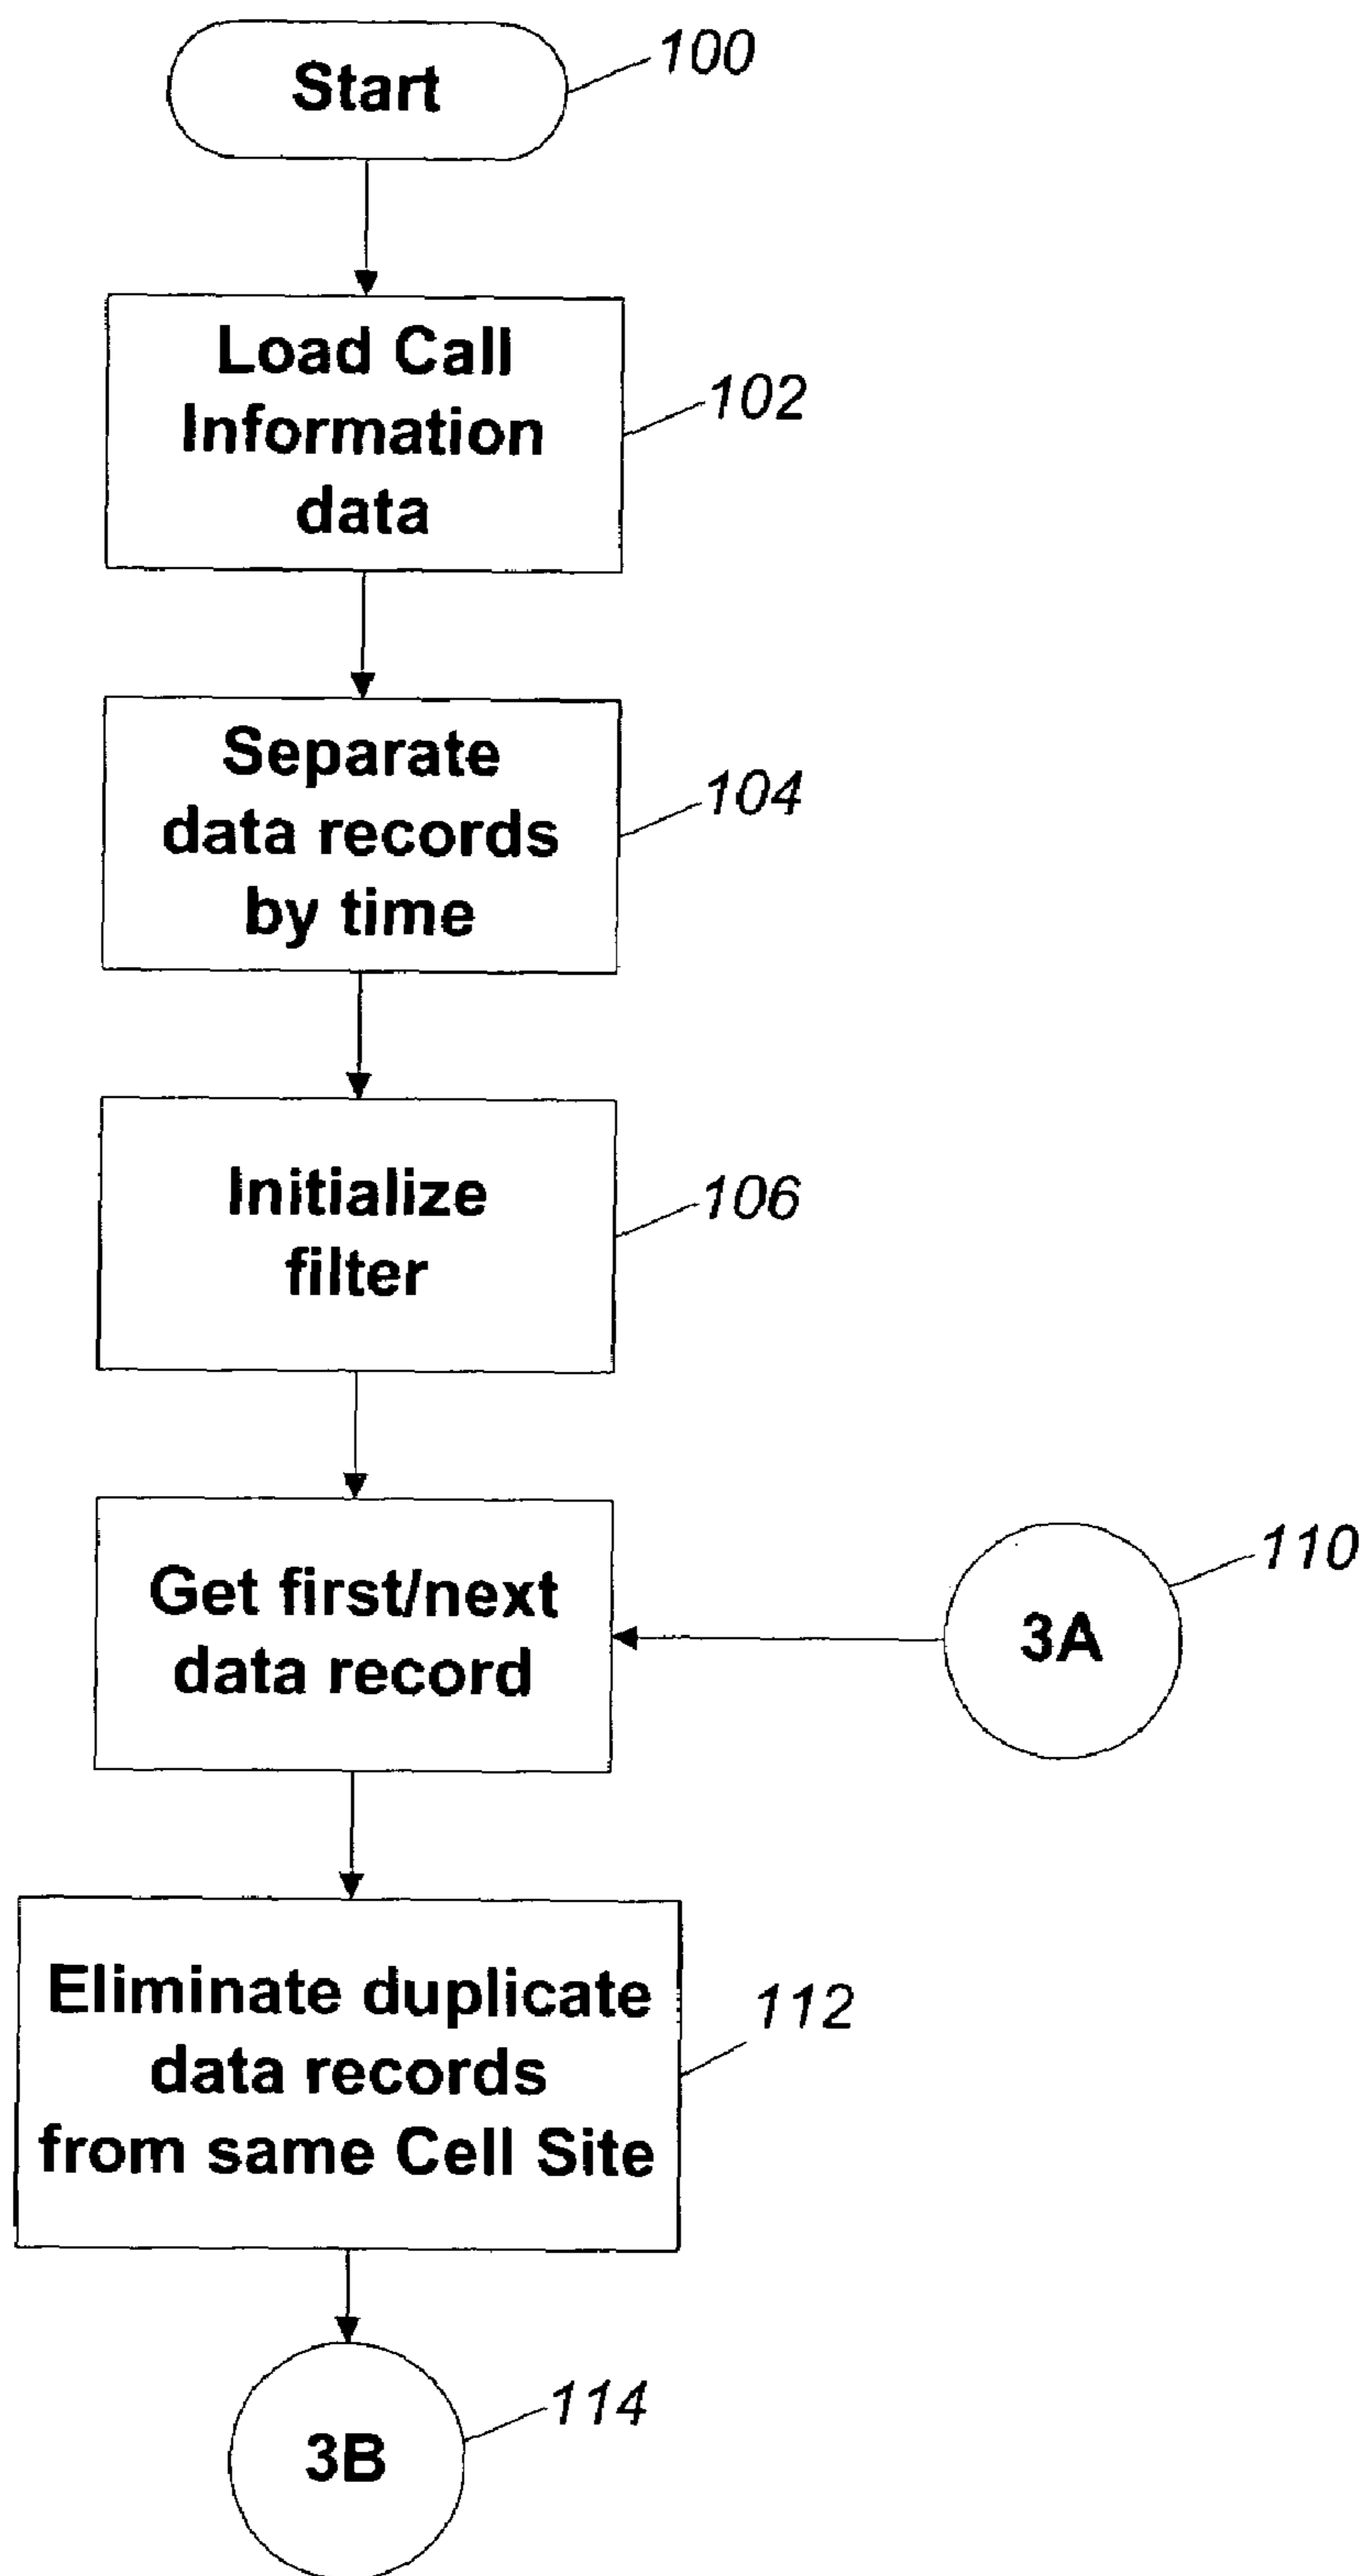 Start
100
Load Call
Information
data
102
Separate
data records
by time
104
Initialize
filter
106
Get first/next
data record
3A
110
Eliminate duplicate
data records
from same Cell Site
112
3B
114